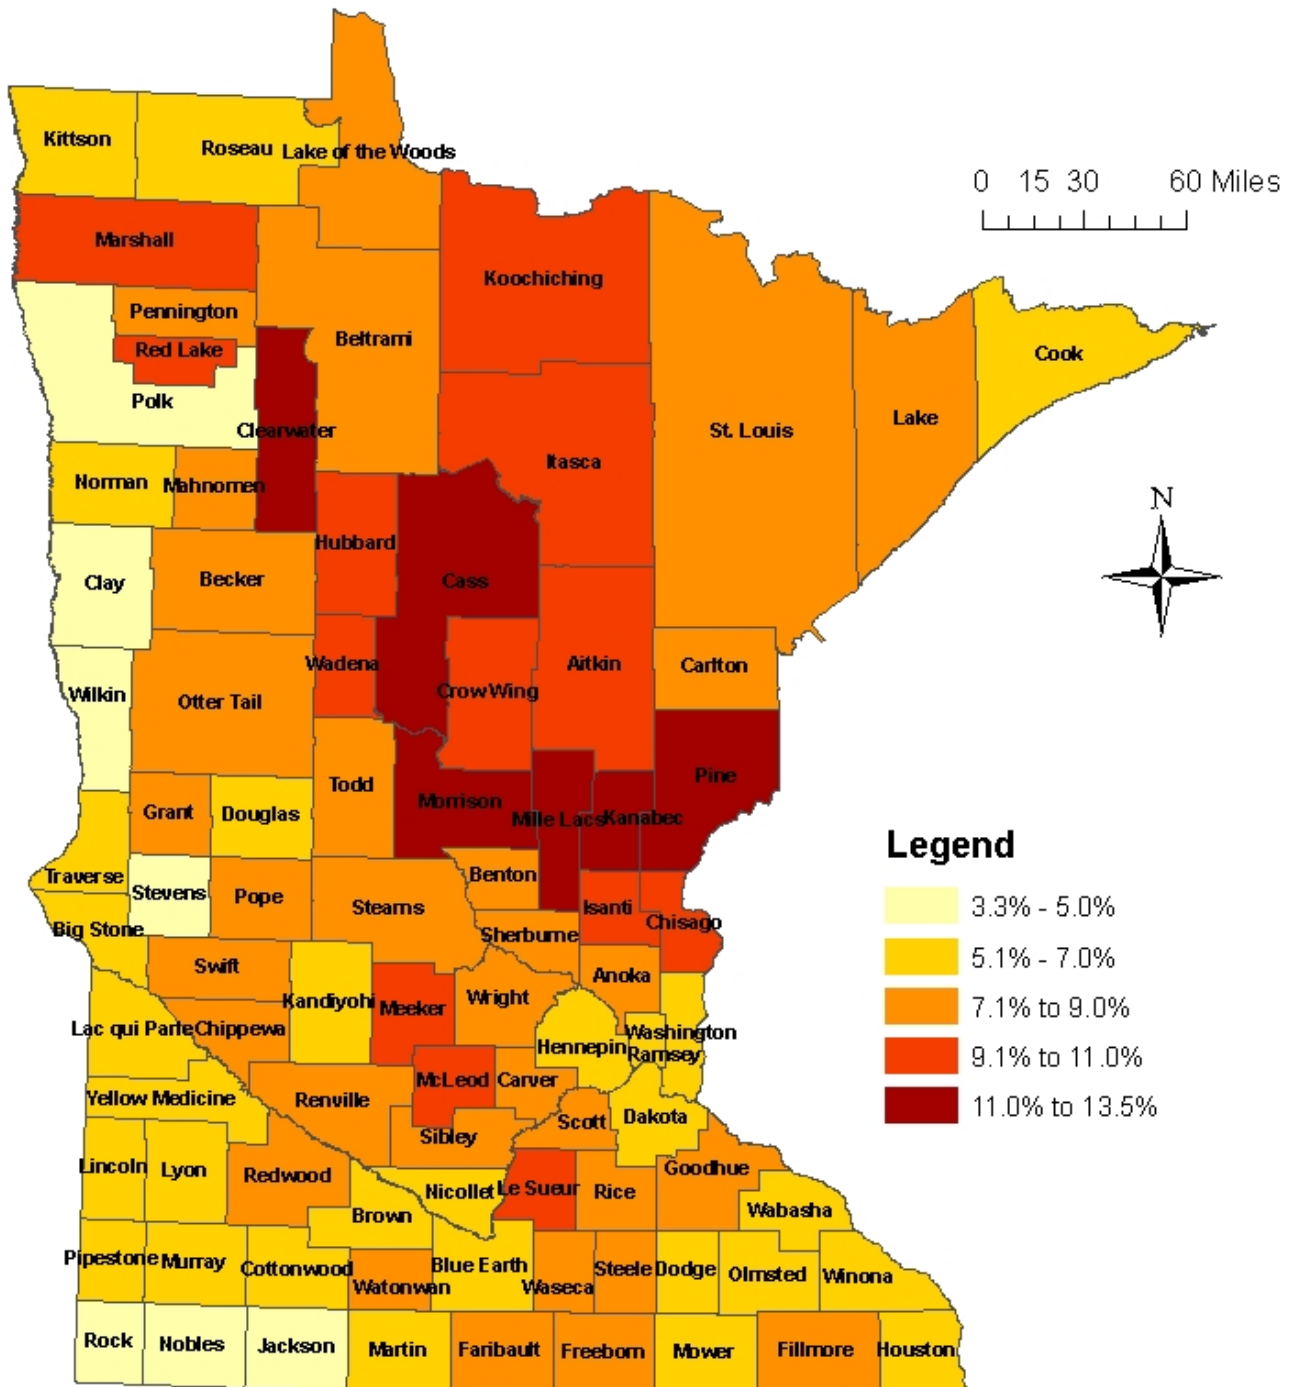 Kittson
Roseau
Lake of the Woods
0 15 30 60 Miles
Marshall
Koochiching
Pennington
Beltrami
Red Lake
Cook
Polk
Lake
Clearwater
St. Louis
Itasca
Norman
Mahnomen
N
Hubbard
Clay
Becker
Cass
Wadena
Aitkin
Carlton
Wilkin
Otter Tail
Crow Wing
Pine
Todd
Morrison
Grant
Douglas
Mille Lacs
Kanabec
Legend
Traverse
Stevens
Pope
Benton
Stearns
Isanti
3.3% - 5.0%
Chisago
Big Stone
Sherburne
5.1% - 7.0%
Swift
Anoka
Kandiyohi
Meeker
Wright
7.1% to 9.0%
Lac qui Parle
Chippewa
Washington
Hennepin
Ramsey
9.1% to 11.0%
McLeod
Carver
Yellow Medicine
Renville
11.0% to 13.5%
Scott
Dakota
Sibley
Lincoln
Lyon
Redwood
Goodhue
Nicollet
Le Sueur
Rice
Brown
Wabasha
Pipestone
Murray
Cottonwood
Blue Earth
Steele
Dodge
Olmsted
Winona
Watonwan
Waseca
Rock
Nobles
Jackson
Martin
Faribault
Freeborn
Mower
Fillmore
Houston